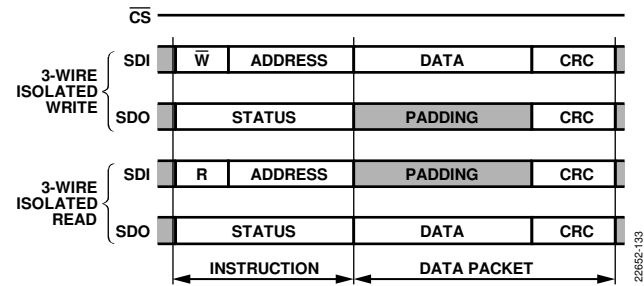 C̅S̅
3-WIRE ISOLATED WRITE
SDI W̅ ADDRESS DATA CRC
SDO STATUS PADDING CRC
3-WIRE ISOLATED READ
SDI R ADDRESS PADDING CRC
SDO STATUS DATA CRC
INSTRUCTION DATA PACKET
22652-133